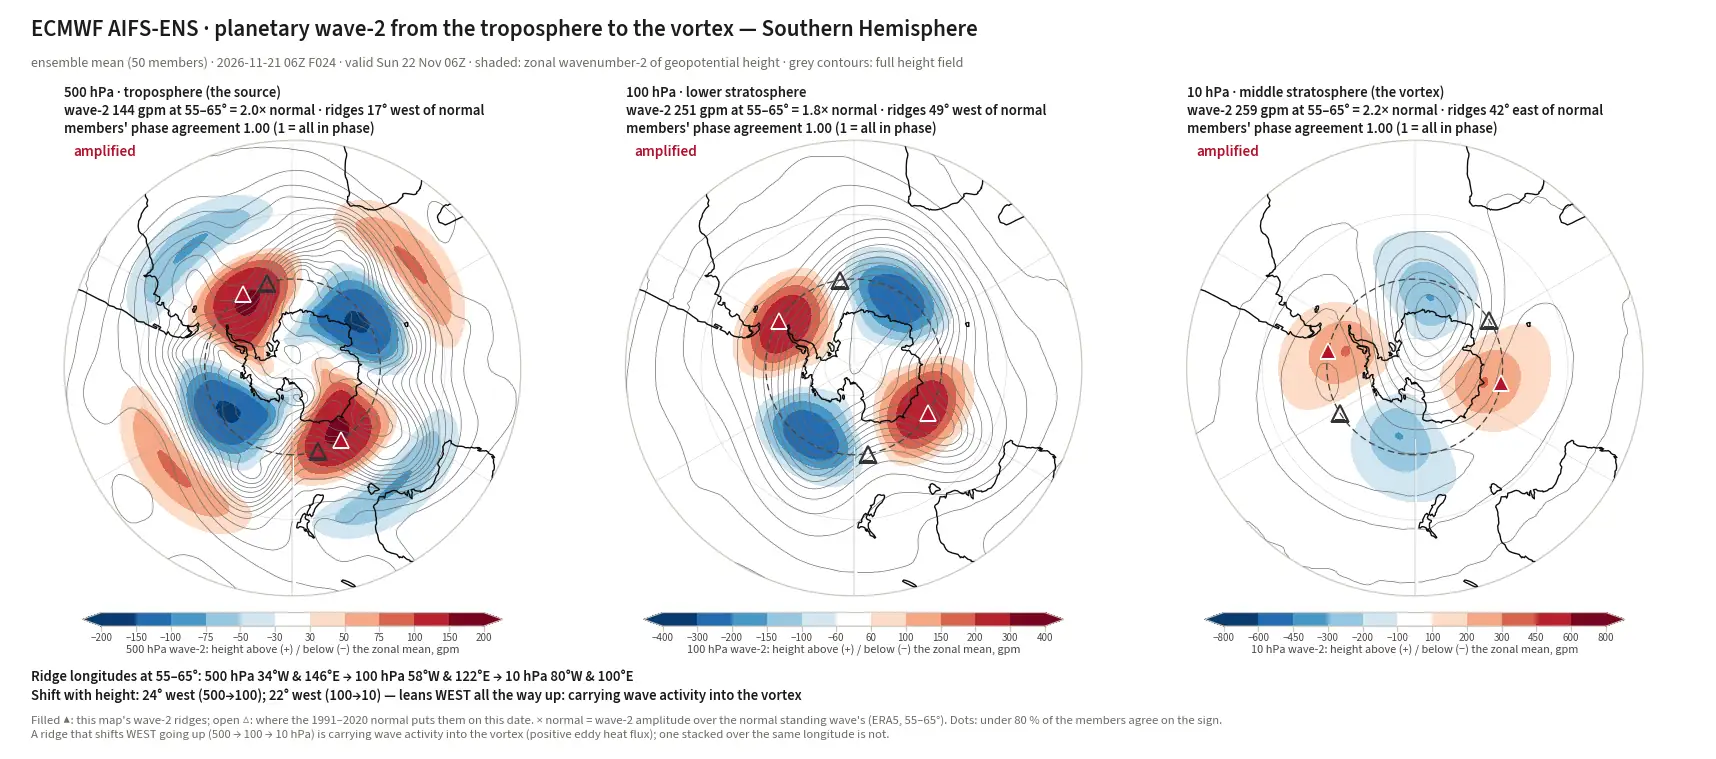 ECMWF AIFS-ENS · planetary wave-2 from the troposphere to the vortex — Southern Hemisphere
ensemble mean (50 members) · 2026-11-21 06Z F024 · valid Sun 22 Nov 06Z · shaded: zonal wavenumber-2 of geopotential height · grey contours: full height field
500 hPa · troposphere (the source)
wave-2 144 gpm at 55–65° = 2.0× normal · ridges 17° west of normal
members' phase agreement 1.00 (1 = all in phase)
amplified
100 hPa · lower stratosphere
wave-2 251 gpm at 55–65° = 1.8× normal · ridges 49° west of normal
members' phase agreement 1.00 (1 = all in phase)
amplified
10 hPa · middle stratosphere (the vortex)
wave-2 259 gpm at 55–65° = 2.2× normal · ridges 42° east of normal
members' phase agreement 1.00 (1 = all in phase)
amplified
−200 −150 −100 −75 −50 −30 30 50 75 100 150 200
500 hPa wave-2: height above (+) / below (−) the zonal mean, gpm
−400 −300 −200 −150 −100 −60 60 100 150 200 300 400
100 hPa wave-2: height above (+) / below (−) the zonal mean, gpm
−800 −600 −450 −300 −200 −100 100 200 300 450 600 800
10 hPa wave-2: height above (+) / below (−) the zonal mean, gpm
Ridge longitudes at 55–65°: 500 hPa 34°W & 146°E → 100 hPa 58°W & 122°E → 10 hPa 80°W & 100°E
Shift with height: 24° west (500→100); 22° west (100→10) — leans WEST all the way up: carrying wave activity into the vortex
Filled ▲: this map's wave-2 ridges; open △: where the 1991–2020 normal puts them on this date. × normal = wave-2 amplitude over the normal standing wave's (ERA5, 55–65°). Dots: under 80 % of the members agree on the sign.
A ridge that shifts WEST going up (500 → 100 → 10 hPa) is carrying wave activity into the vortex (positive eddy heat flux); one stacked over the same longitude is not.